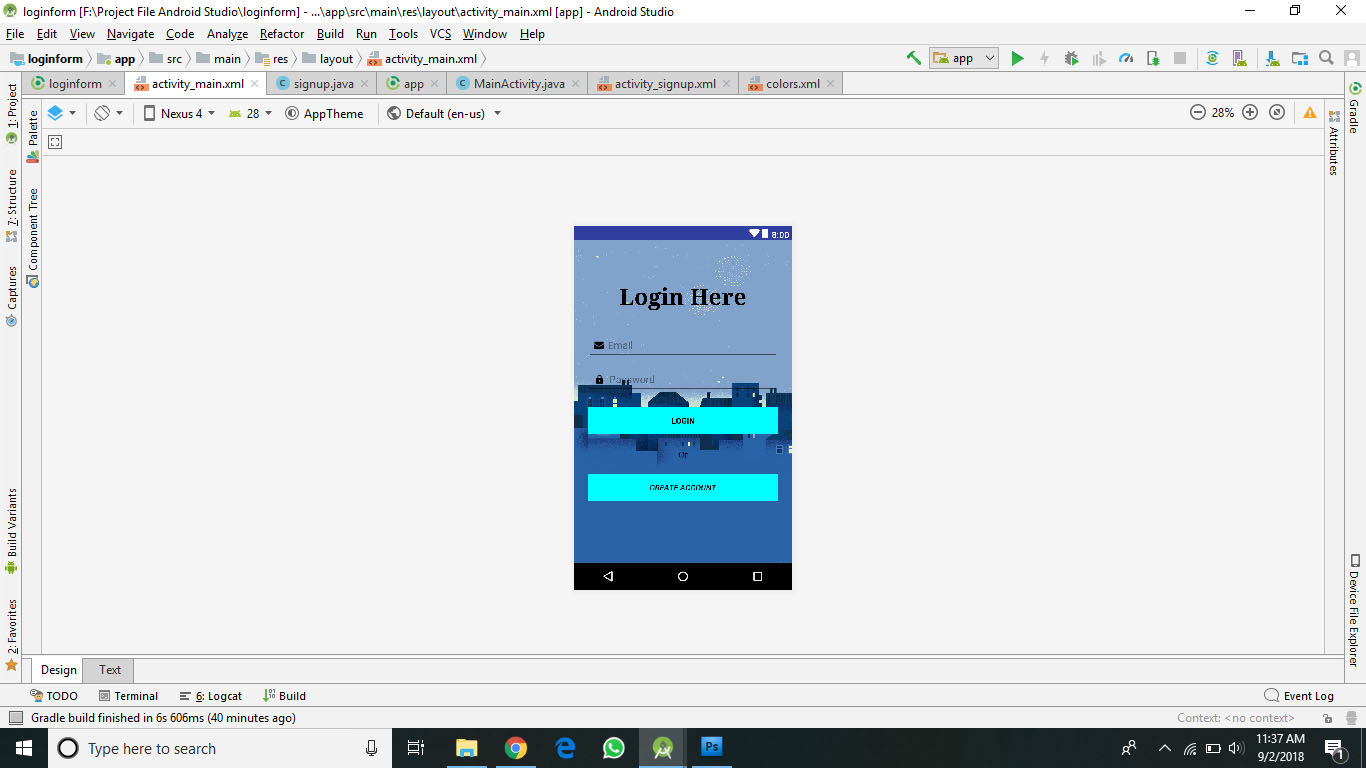 loginform [F:\Project File Android Studio\loginform] - ...\app\src\main\res\layout\activity_main.xml [app] - Android Studio
File Edit View Navigate Code Analyze Refactor Build Run Tools VCS Window Help
loginform app src main res layout activity_main.xml app
loginform activity_main.xml signup.java app MainActivity.java activity_signup.xml colors.xml
Nexus 4 28 AppTheme Default (en-us) 28%
1: Project
7: Structure
Captures
Build Variants
2: Favorites
Palette
Component Tree
8:00
Login Here
Email
Password
LOGIN
Or
CREATE ACCOUNT
Attributes
Gradle
Device File Explorer
Design Text
TODO Terminal 6: Logcat Build Event Log
Gradle build finished in 6s 606ms (40 minutes ago) Context: <no context>
Type here to search
Ps
11:37 AM
9/2/2018
1